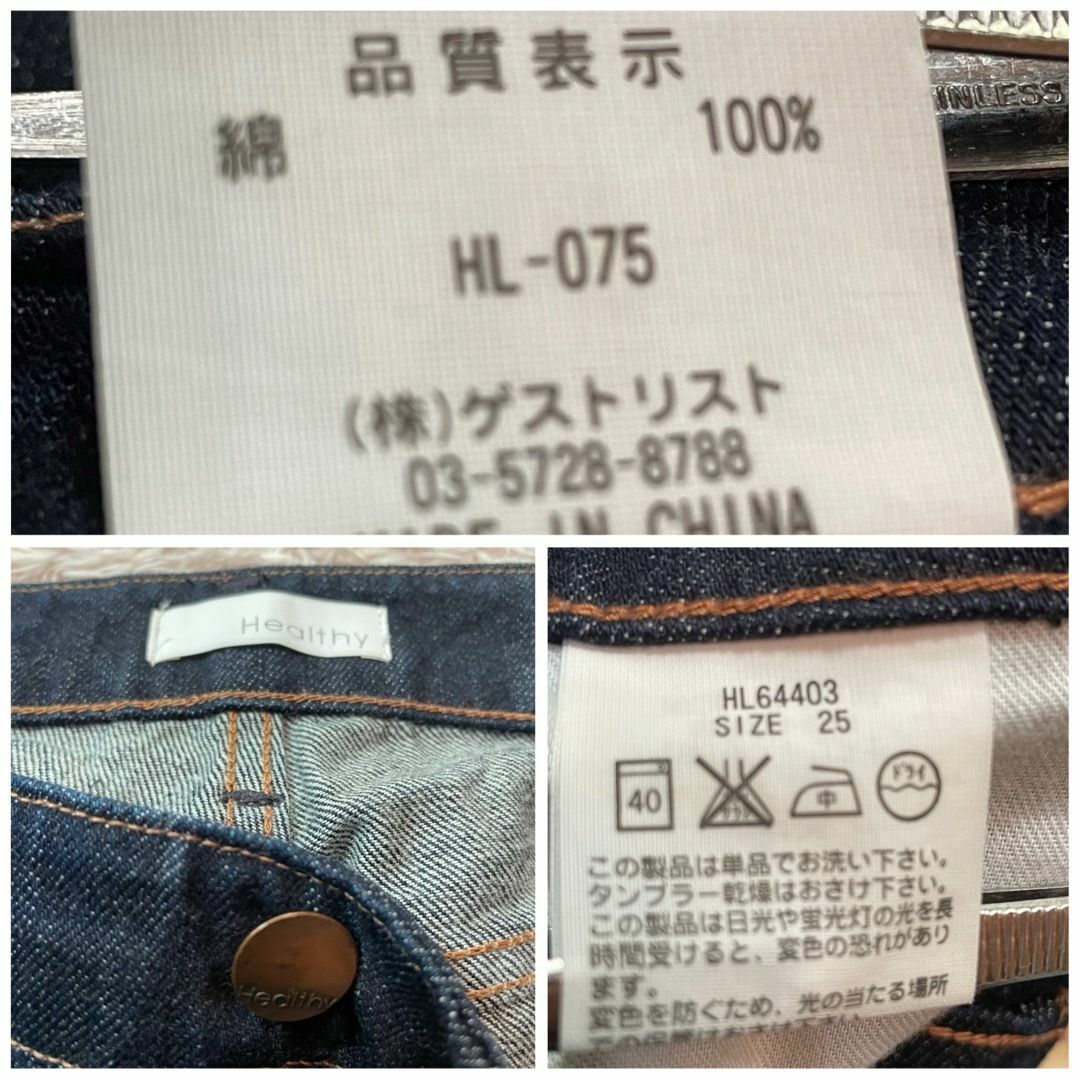 品質表示
綿 100%
HL-075
(株)ゲストリスト
03-5728-8788
MADE IN CHINA
INLESS
Healthy
Healthy
HL64403
SIZE 25
40
中
ドライ
この製品は単品でお洗い下さい。
タンブラー乾燥はおさけ下さい。
この製品は日光や蛍光灯の光を長
時間受けると、変色の恐れがあり
ます。
変色を防ぐため、光の当たる場所